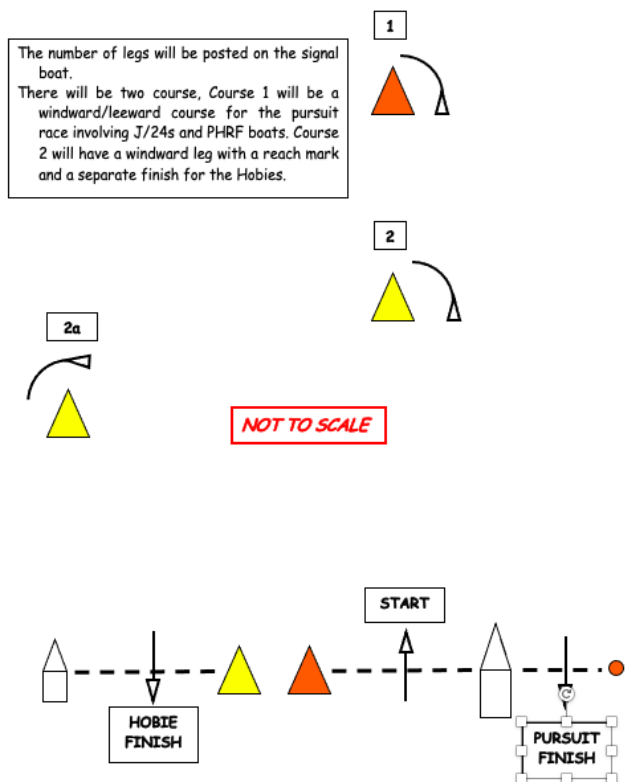 1
The number of legs will be posted on the signal
boat.
There will be two course, Course 1 will be a
windward/leeward course for the pursuit
race involving J/24s and PHRF boats. Course
2 will have a windward leg with a reach mark
and a separate finish for the Hobies.
2
2a
NOT TO SCALE
START
HOBIE
FINISH
PURSUIT
FINISH